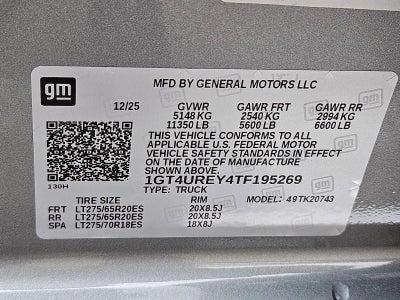 gm
MFD BY GENERAL MOTORS LLC
12/25 GVWR GAWR FRT GAWR RR
5148 KG 2540 KG 2994 KG
11350 LB 5600 LB 6600 LB
THIS VEHICLE CONFORMS TO ALL
APPLICABLE U.S. FEDERAL MOTOR
VEHICLE SAFETY STANDARDS IN EFFECT
ON THE DATE OF MANUFACTURE
SHOWN ABOVE.
1GT4UREY4TF195269
130H
TYPE: TRUCK
TIRE SIZE RIM MODEL: 49TK20743
FRT LT275/65R20ES 20X8.5J
RR LT275/65R20ES 20X8.5J
SPA LT275/70R18ES 18X8J